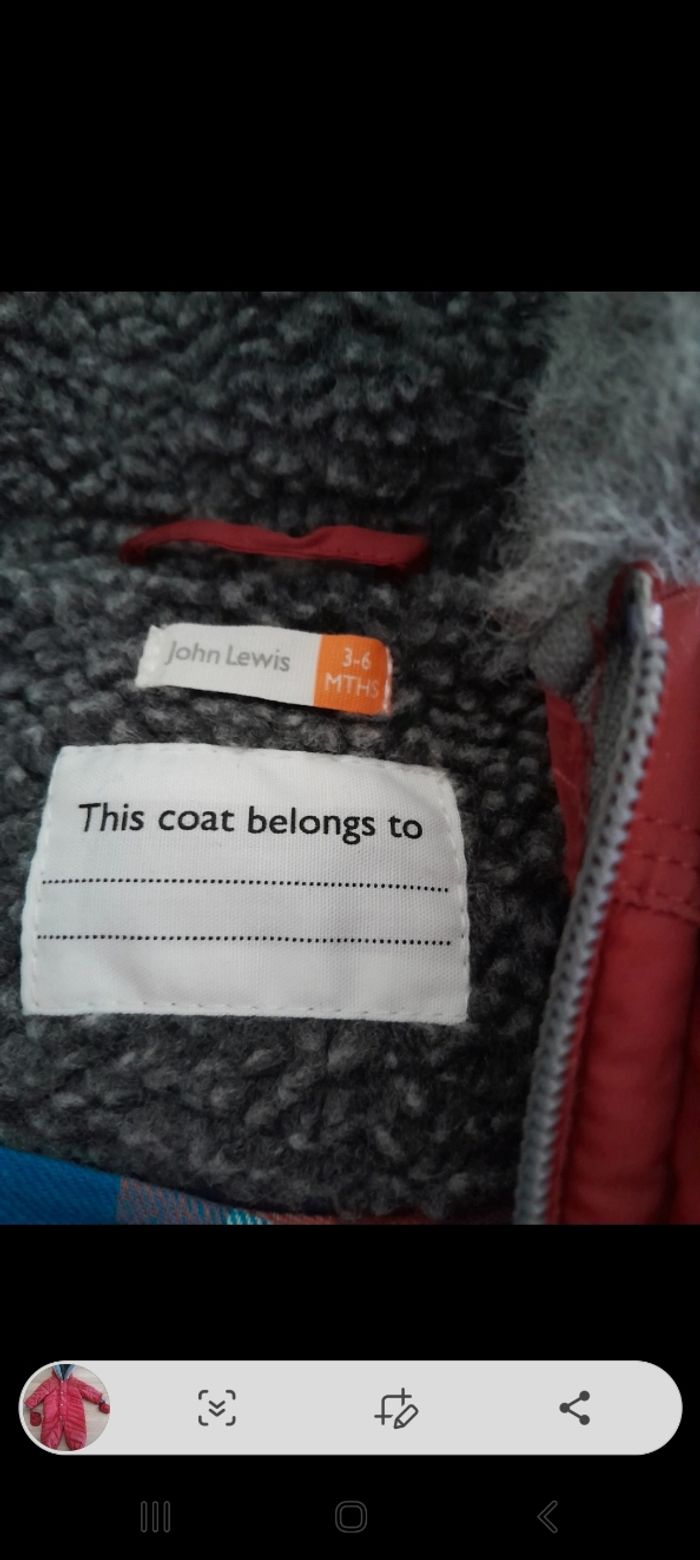 John Lewis
3-6
MTHS
This coat belongs to